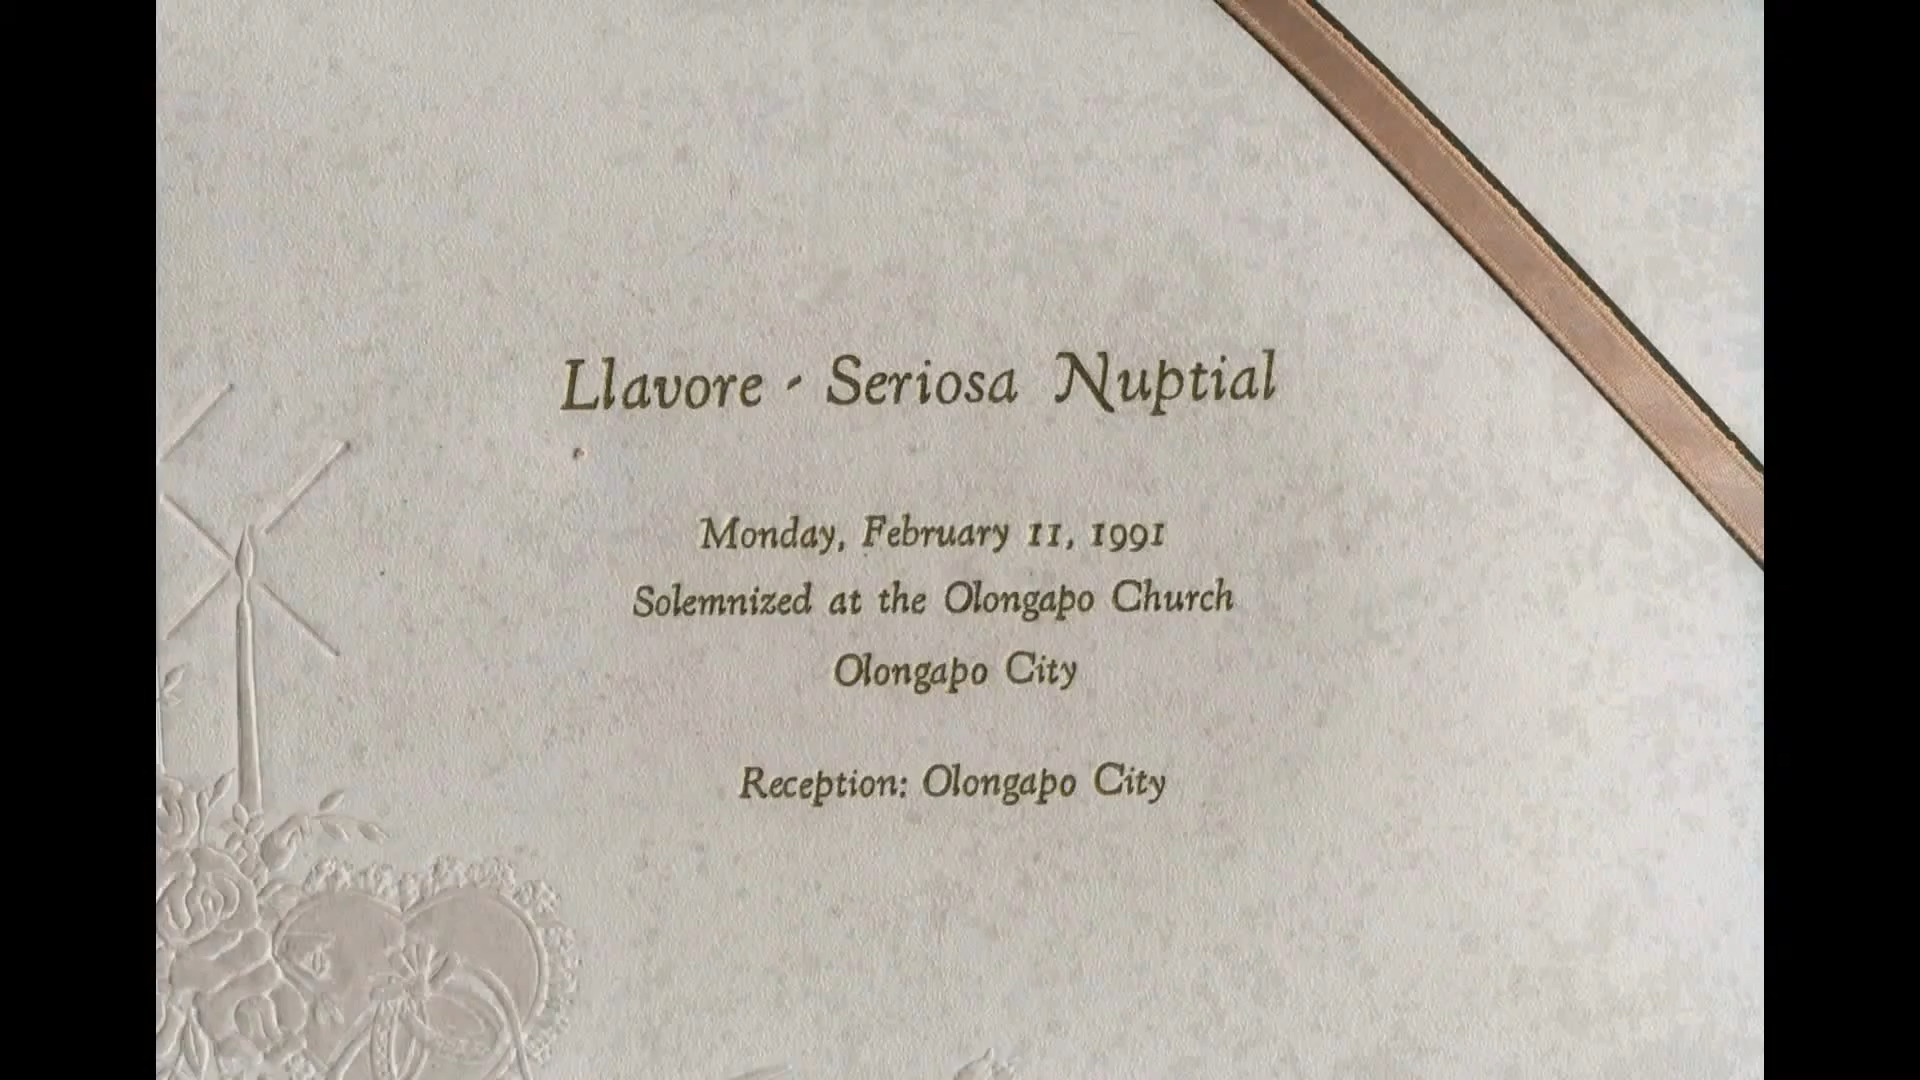 Llavore - Seriosa Nuptial
Monday, February 11, 1991
Solemnized at the Olongapo Church
Olongapo City
Reception: Olongapo City